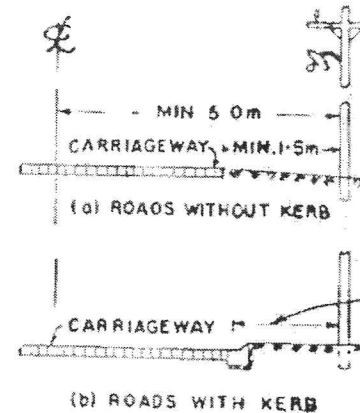 ℄
MIN 5·0m
CARRIAGEWAY MIN. 1·5m
(a) ROADS WITHOUT KERB
CARRIAGEWAY
(b) ROADS WITH KERB